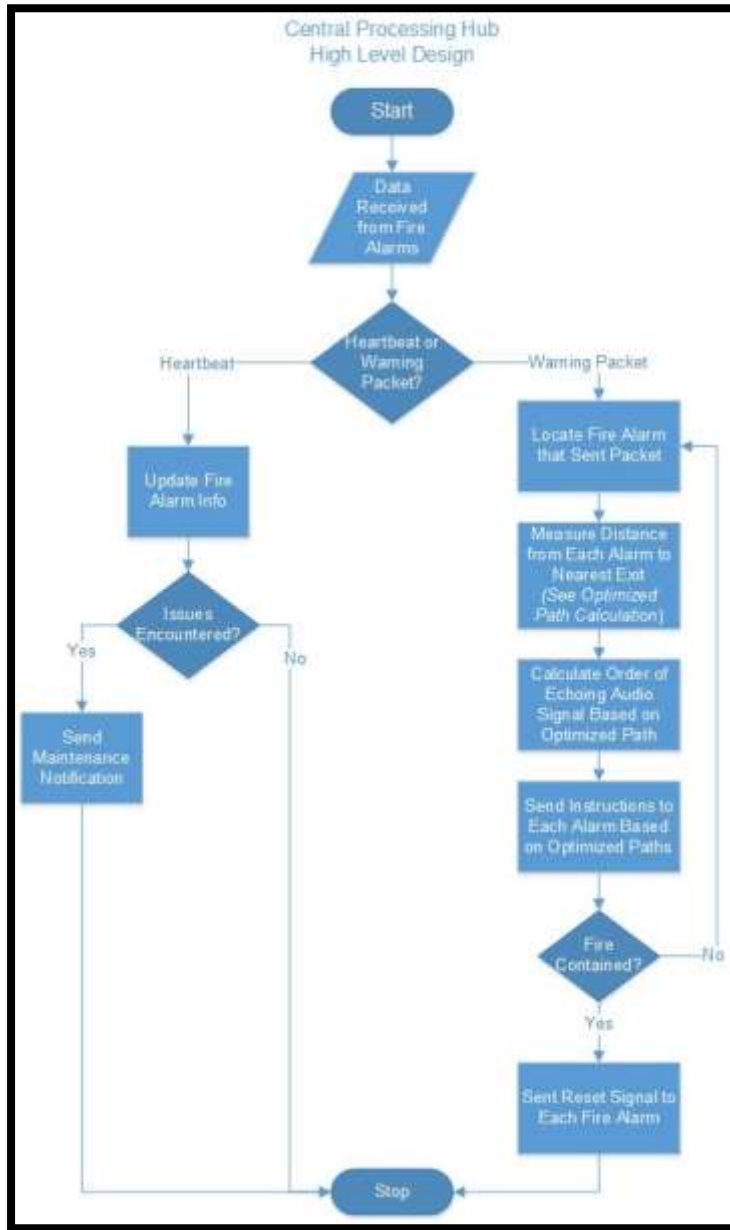 Central Processing Hub
High Level Design
Start
Data
Received
from Fire
Alarms
Heartbeat or
Warning
Packet?
Heartbeat
Warning Packet
Locate Fire Alarm
that Sent Packet
Update Fire
Alarm Info
Measure Distance
from Each Alarm to
Nearest Exit
(See Optimized
Path Calculation)
Issues
Encountered?
Yes
No
Calculate Order of
Echoing Audio
Signal Based on
Optimized Path
Send
Maintenance
Notification
Send Instructions to
Each Alarm Based
on Optimized Paths
Fire
Contained?
No
Yes
Sent Reset Signal to
Each Fire Alarm
Stop